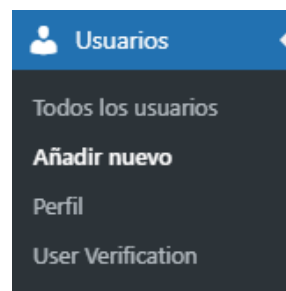 Usuarios
Todos los usuarios
Añadir nuevo
Perfil
User Verification